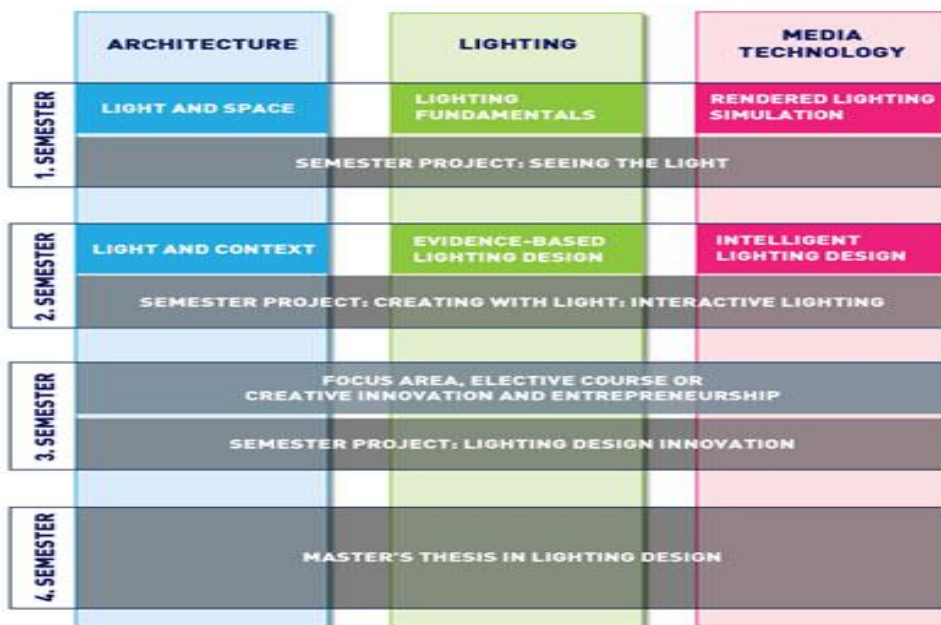 ARCHITECTURE
LIGHTING
MEDIA
TECHNOLOGY
1. SEMESTER
LIGHT AND SPACE
LIGHTING
FUNDAMENTALS
RENDERED LIGHTING
SIMULATION
SEMESTER PROJECT: SEEING THE LIGHT
2. SEMESTER
LIGHT AND CONTEXT
EVIDENCE-BASED
LIGHTING DESIGN
INTELLIGENT
LIGHTING DESIGN
SEMESTER PROJECT: CREATING WITH LIGHT: INTERACTIVE LIGHTING
3. SEMESTER
FOCUS AREA, ELECTIVE COURSE OR
CREATIVE INNOVATION AND ENTREPRENEURSHIP
SEMESTER PROJECT: LIGHTING DESIGN INNOVATION
4. SEMESTER
MASTER'S THESIS IN LIGHTING DESIGN